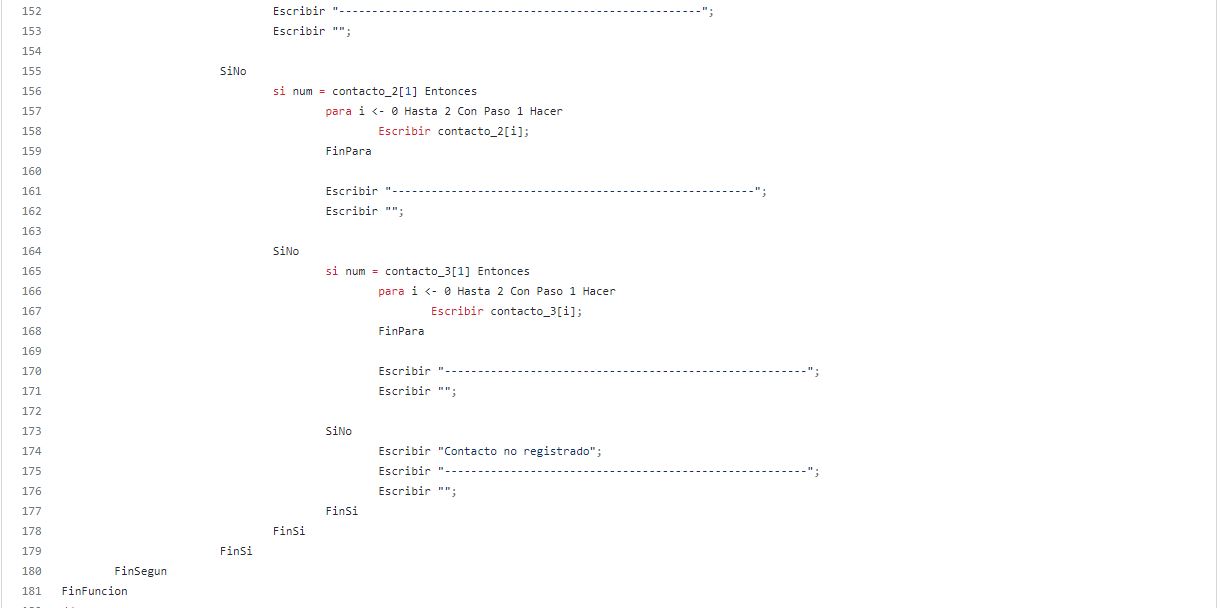 152 Escribir "-------------------------------------------------------";
153 Escribir "";
154
155 SiNo
156 si num = contacto_2[1] Entonces
157 para i <- 0 Hasta 2 Con Paso 1 Hacer
158 Escribir contacto_2[i];
159 FinPara
160
161 Escribir "-------------------------------------------------------";
162 Escribir "";
163
164 SiNo
165 si num = contacto_3[1] Entonces
166 para i <- 0 Hasta 2 Con Paso 1 Hacer
167 Escribir contacto_3[i];
168 FinPara
169
170 Escribir "-------------------------------------------------------";
171 Escribir "";
172
173 SiNo
174 Escribir "Contacto no registrado";
175 Escribir "-------------------------------------------------------";
176 Escribir "";
177 FinSi
178 FinSi
179 FinSi
180 FinSegun
181 FinFuncion